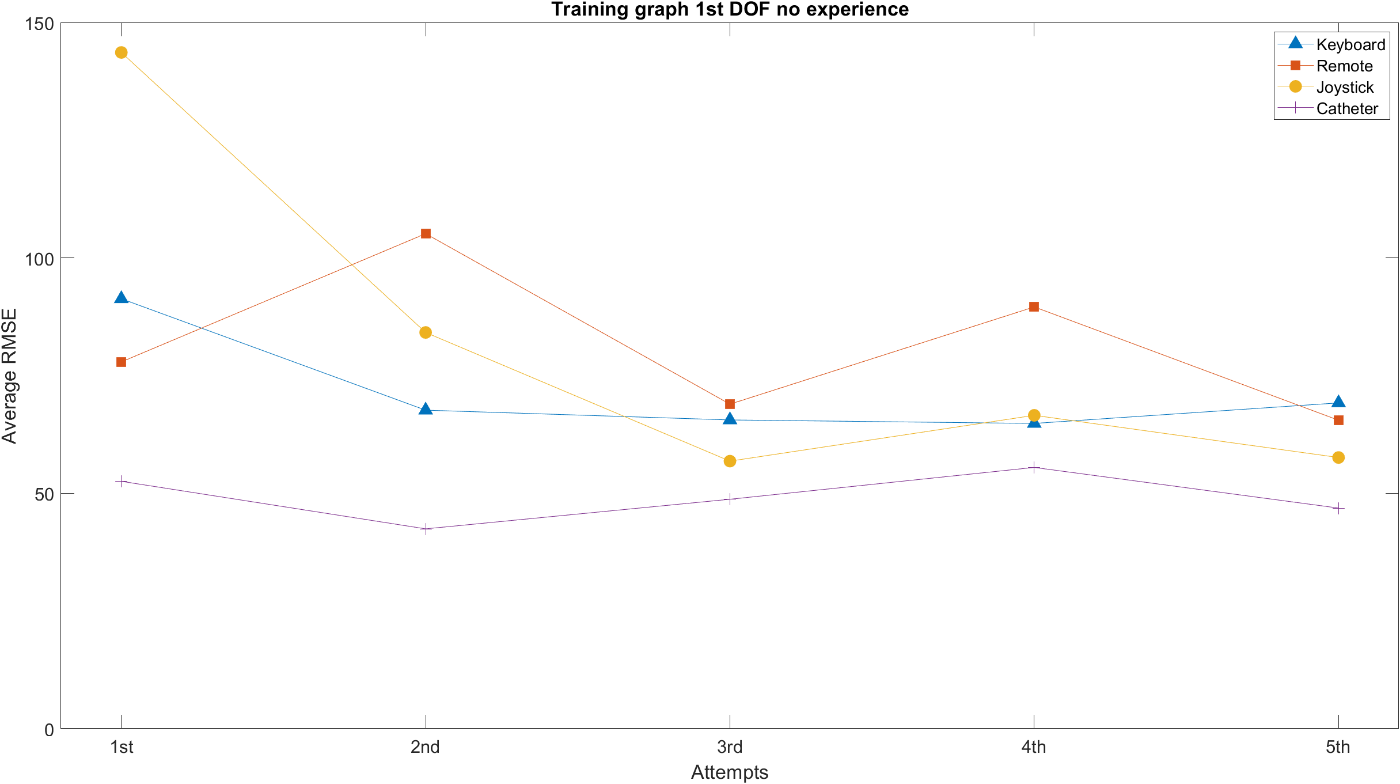 Training graph 1st DOF no experience
150
100
50
0
Average RMSE
Keyboard
Remote
Joystick
Catheter
1st 2nd 3rd 4th 5th
Attempts